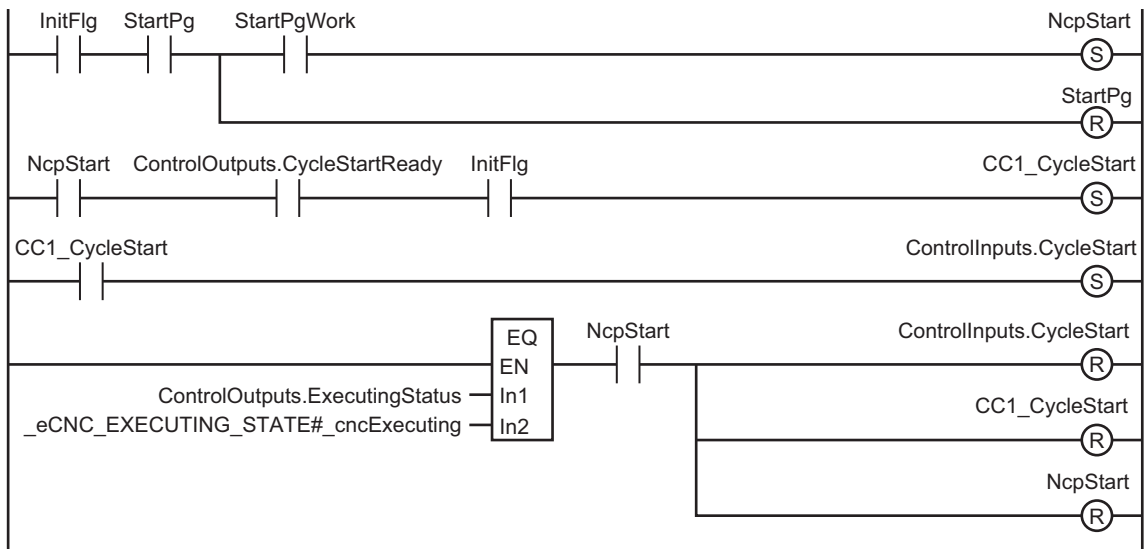 InitFlg StartPg StartPgWork NcpStart
S
StartPg
R
NcpStart ControlOutputs.CycleStartReady InitFlg CC1_CycleStart
S
CC1_CycleStart ControlInputs.CycleStart
S
EQ NcpStart ControlInputs.CycleStart
EN R
ControlOutputs.ExecutingStatus In1 CC1_CycleStart
_eCNC_EXECUTING_STATE#_cncExecuting In2
R
NcpStart
R